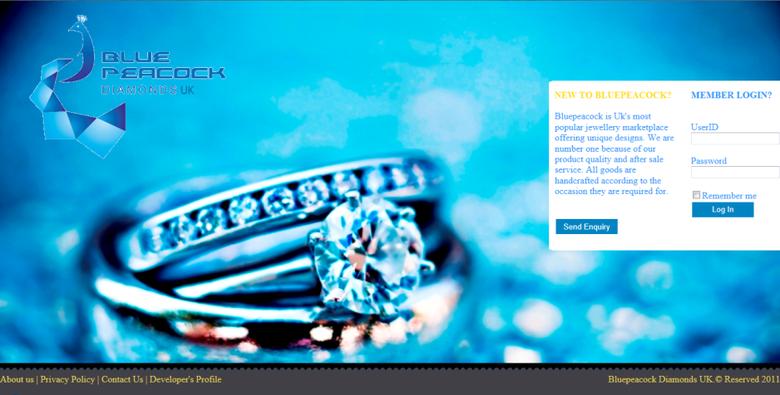 BLUE
PEACOCK
DIAMONDS UK
NEW TO BLUEPEACOCK?
Bluepeacock is Uk's most
popular jewellery marketplace
offering unique designs. We are
number one because of our
product quality and after sale
service. All goods are
handcrafted according to the
occasion they are required for.
Send Enquiry
MEMBER LOGIN?
UserID
Password
Remember me
Log In
About us | Privacy Policy | Contact Us | Developer's Profile
Bluepeacock Diamonds UK.© Reserved 2011